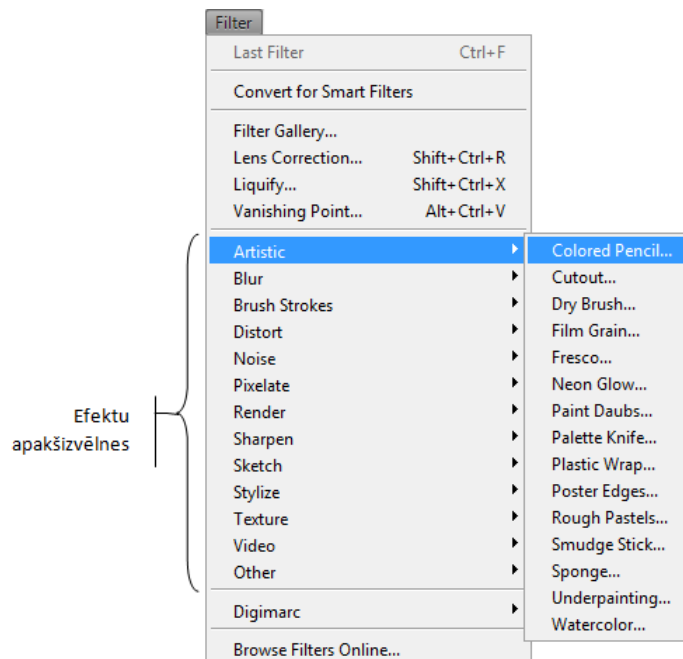 Filter
Last Filter Ctrl+F
Convert for Smart Filters
Filter Gallery...
Lens Correction... Shift+Ctrl+R
Liquify... Shift+Ctrl+X
Vanishing Point... Alt+Ctrl+V
Artistic
Blur
Brush Strokes
Distort
Noise
Pixelate
Render
Sharpen
Sketch
Stylize
Texture
Video
Other
Digimarc
Browse Filters Online...
Colored Pencil...
Cutout...
Dry Brush...
Film Grain...
Fresco...
Neon Glow...
Paint Daubs...
Palette Knife...
Plastic Wrap...
Poster Edges...
Rough Pastels...
Smudge Stick...
Sponge...
Underpainting...
Watercolor...
Efektu
apakšizvēlnes